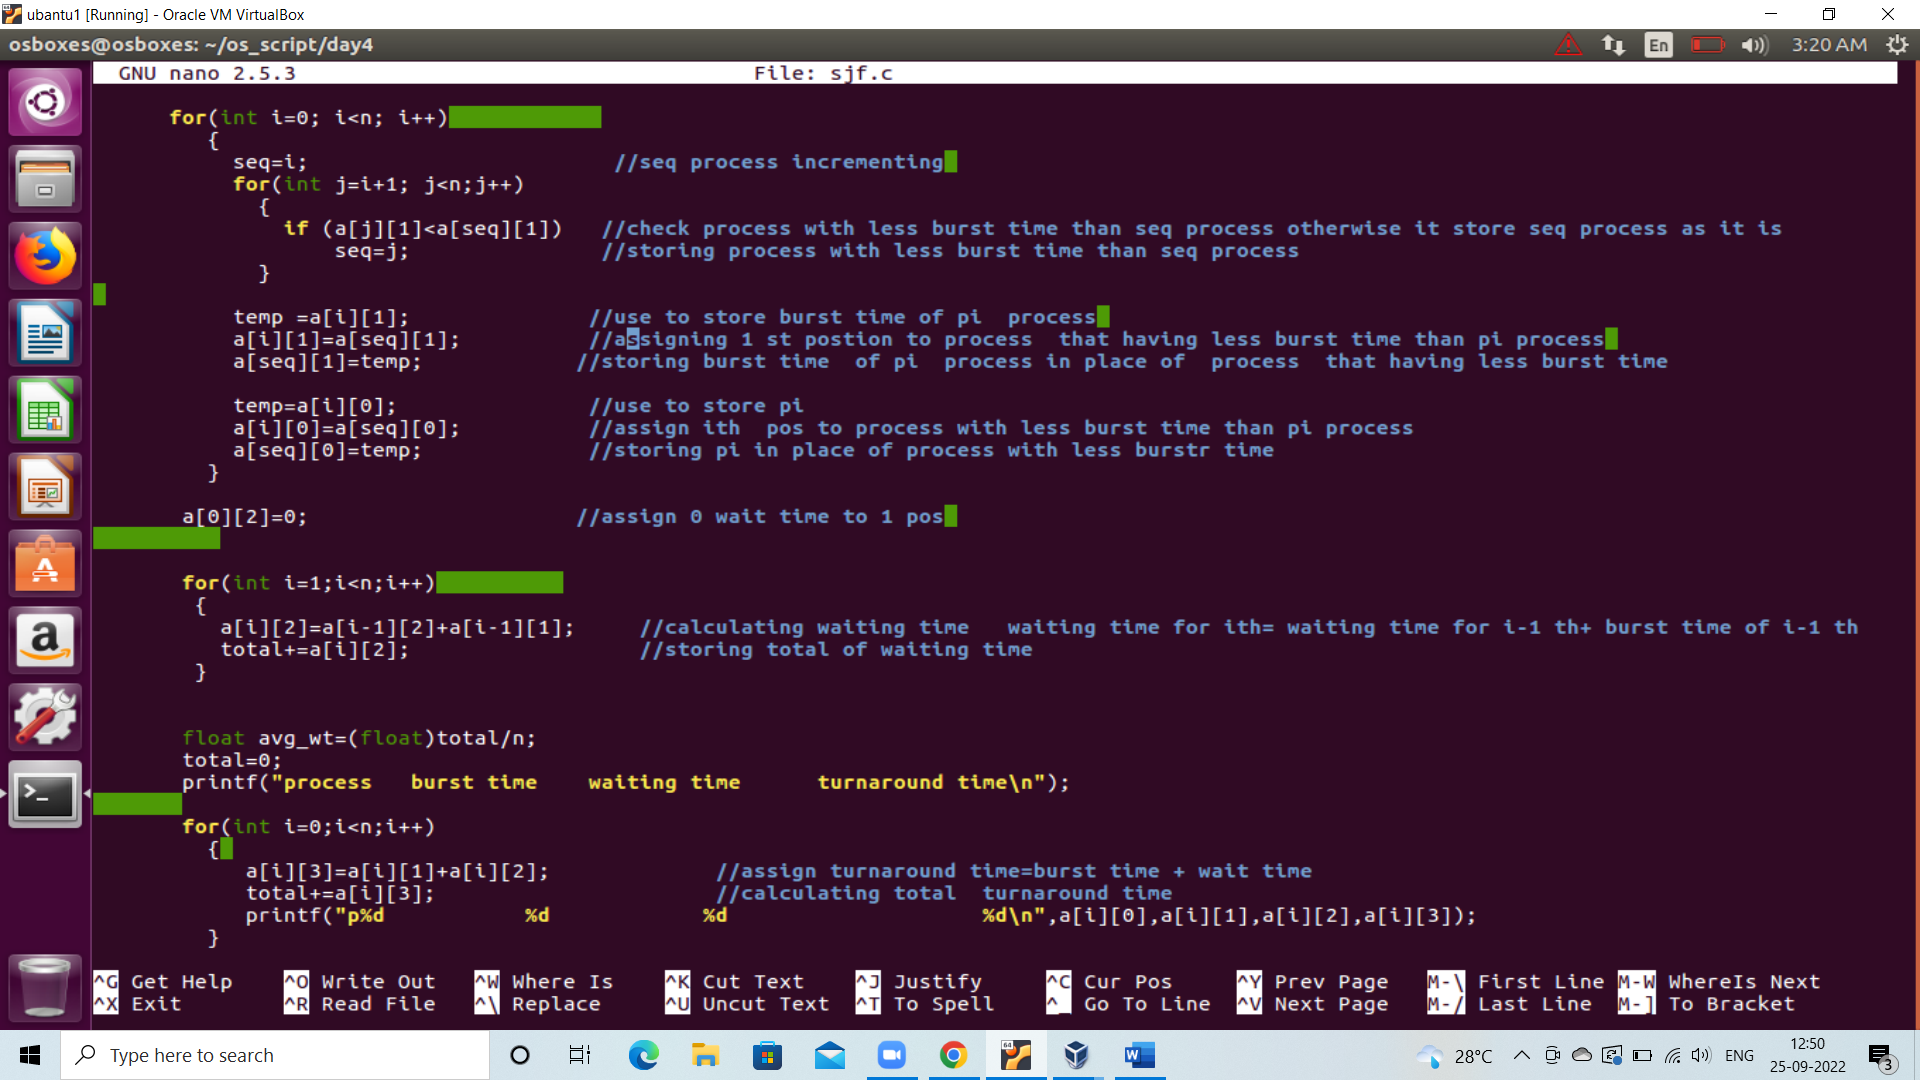 ubantu1 [Running] - Oracle VM VirtualBox
osboxes@osboxes: ~/os_script/day4
En
3:20 AM
GNU nano 2.5.3
File: sjf.c
for(int i=0; i<n; i++)
{
seq=i; //seq process incrementing
for(int j=i+1; j<n;j++)
{
if (a[j][1]<a[seq][1]) //check process with less burst time than seq process otherwise it store seq process as it is
seq=j; //storing process with less burst time than seq process
}
temp =a[i][1]; //use to store burst time of pi process
a[i][1]=a[seq][1]; //assigning 1 st postion to process that having less burst time than pi process
a[seq][1]=temp; //storing burst time of pi process in place of process that having less burst time
temp=a[i][0]; //use to store pi
a[i][0]=a[seq][0]; //assign ith pos to process with less burst time than pi process
a[seq][0]=temp; //storing pi in place of process with less burstr time
}
a[0][2]=0; //assign 0 wait time to 1 pos
for(int i=1;i<n;i++)
{
a[i][2]=a[i-1][2]+a[i-1][1]; //calculating waiting time waiting time for ith= waiting time for i-1 th+ burst time of i-1 th
total+=a[i][2]; //storing total of waiting time
}
float avg_wt=(float)total/n;
total=0;
printf("process burst time waiting time turnaround time\n");
for(int i=0;i<n;i++)
{
a[i][3]=a[i][1]+a[i][2]; //assign turnaround time=burst time + wait time
total+=a[i][3]; //calculating total turnaround time
printf("p%d %d %d %d\n",a[i][0],a[i][1],a[i][2],a[i][3]);
}
^G Get Help ^O Write Out ^W Where Is ^K Cut Text ^J Justify ^C Cur Pos ^Y Prev Page M-\ First Line M-W WhereIs Next
^X Exit ^R Read File ^\ Replace ^U Uncut Text ^T To Spell ^_ Go To Line ^V Next Page M-/ Last Line M-] To Bracket
Type here to search
28°C
ENG
12:50
25-09-2022
3